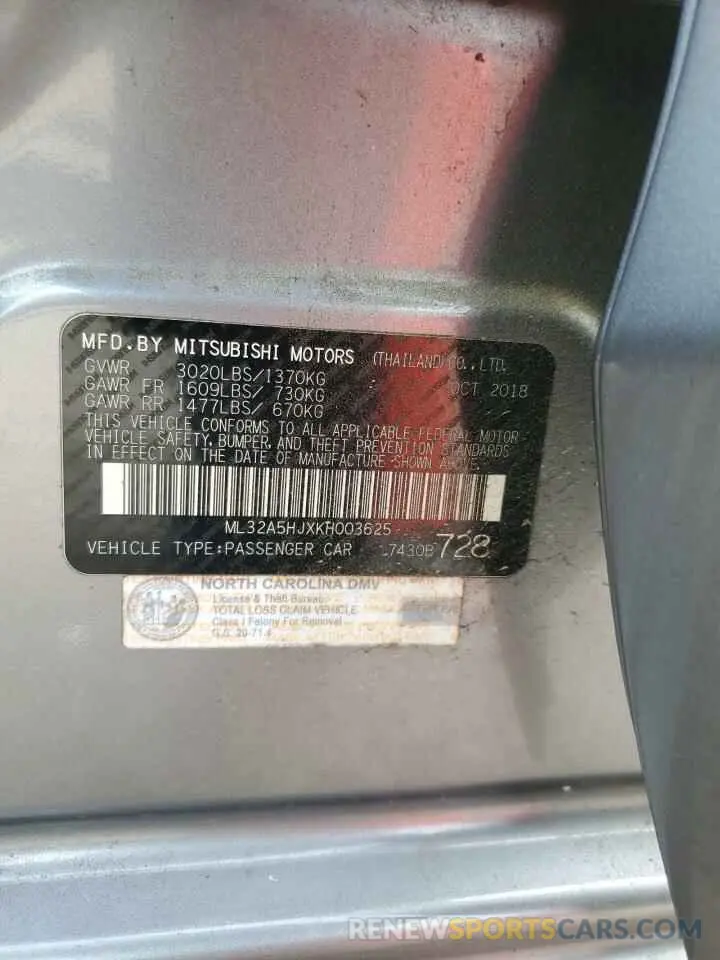 MFD.BY MITSUBISHI MOTORS (THAILAND) CO.,LTD.
GVWR 3020LBS/1370KG OCT 2018
GAWR FR 1609LBS/ 730KG
GAWR RR 1477LBS/ 670KG
THIS VEHICLE CONFORMS TO ALL APPLICABLE FEDERAL MOTOR
VEHICLE SAFETY, BUMPER, AND THEFT PREVENTION STANDARDS
IN EFFECT ON THE DATE OF MANUFACTURE SHOWN ABOVE.
ML32A5HJXKH003625
VEHICLE TYPE:PASSENGER CAR 7430B 728
NORTH CAROLINA DMV
License & Theft Bureau
TOTAL LOSS CLAIM VEHICLE
Class I Felony For Removal
G.S. 20-71.4
RENEWSPORTSCARS.COM